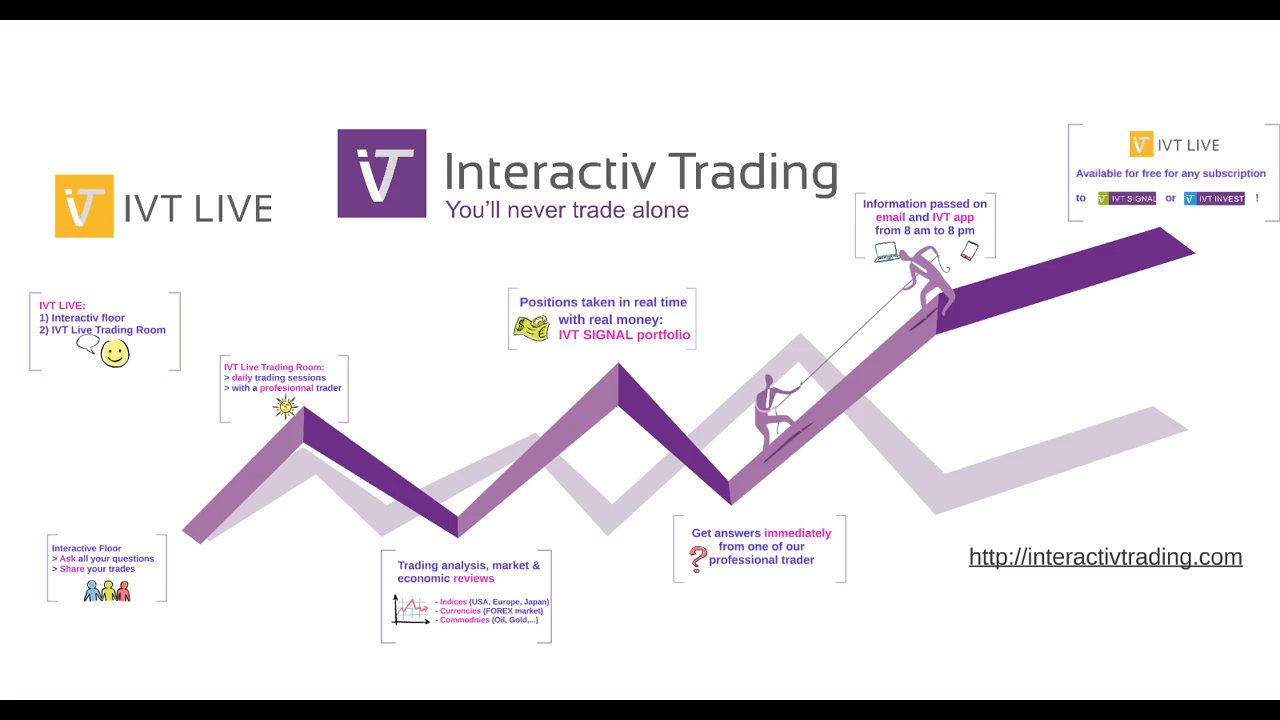 iT IVT LIVE
iT Interactiv Trading
You'll never trade alone
Information passed on
email and IVT app
from 8 am to 8 pm
iT IVT LIVE
Available for free for any subscription
to IVT SIGNAL or IVT INVEST !
IVT LIVE:
1) Interactiv floor
2) IVT Live Trading Room
Positions taken in real time
with real money:
IVT SIGNAL portfolio
IVT Live Trading Room:
> daily trading sessions
> with a profesionnal trader
Interactive Floor
> Ask all your questions
> Share your trades
Trading analysis, market &
economic reviews
- Indices (USA, Europe, Japan)
- Currencies (FOREX market)
- Commodities (Oil, Gold,...)
Get answers immediately
from one of our
professional trader
http://interactivtrading.com